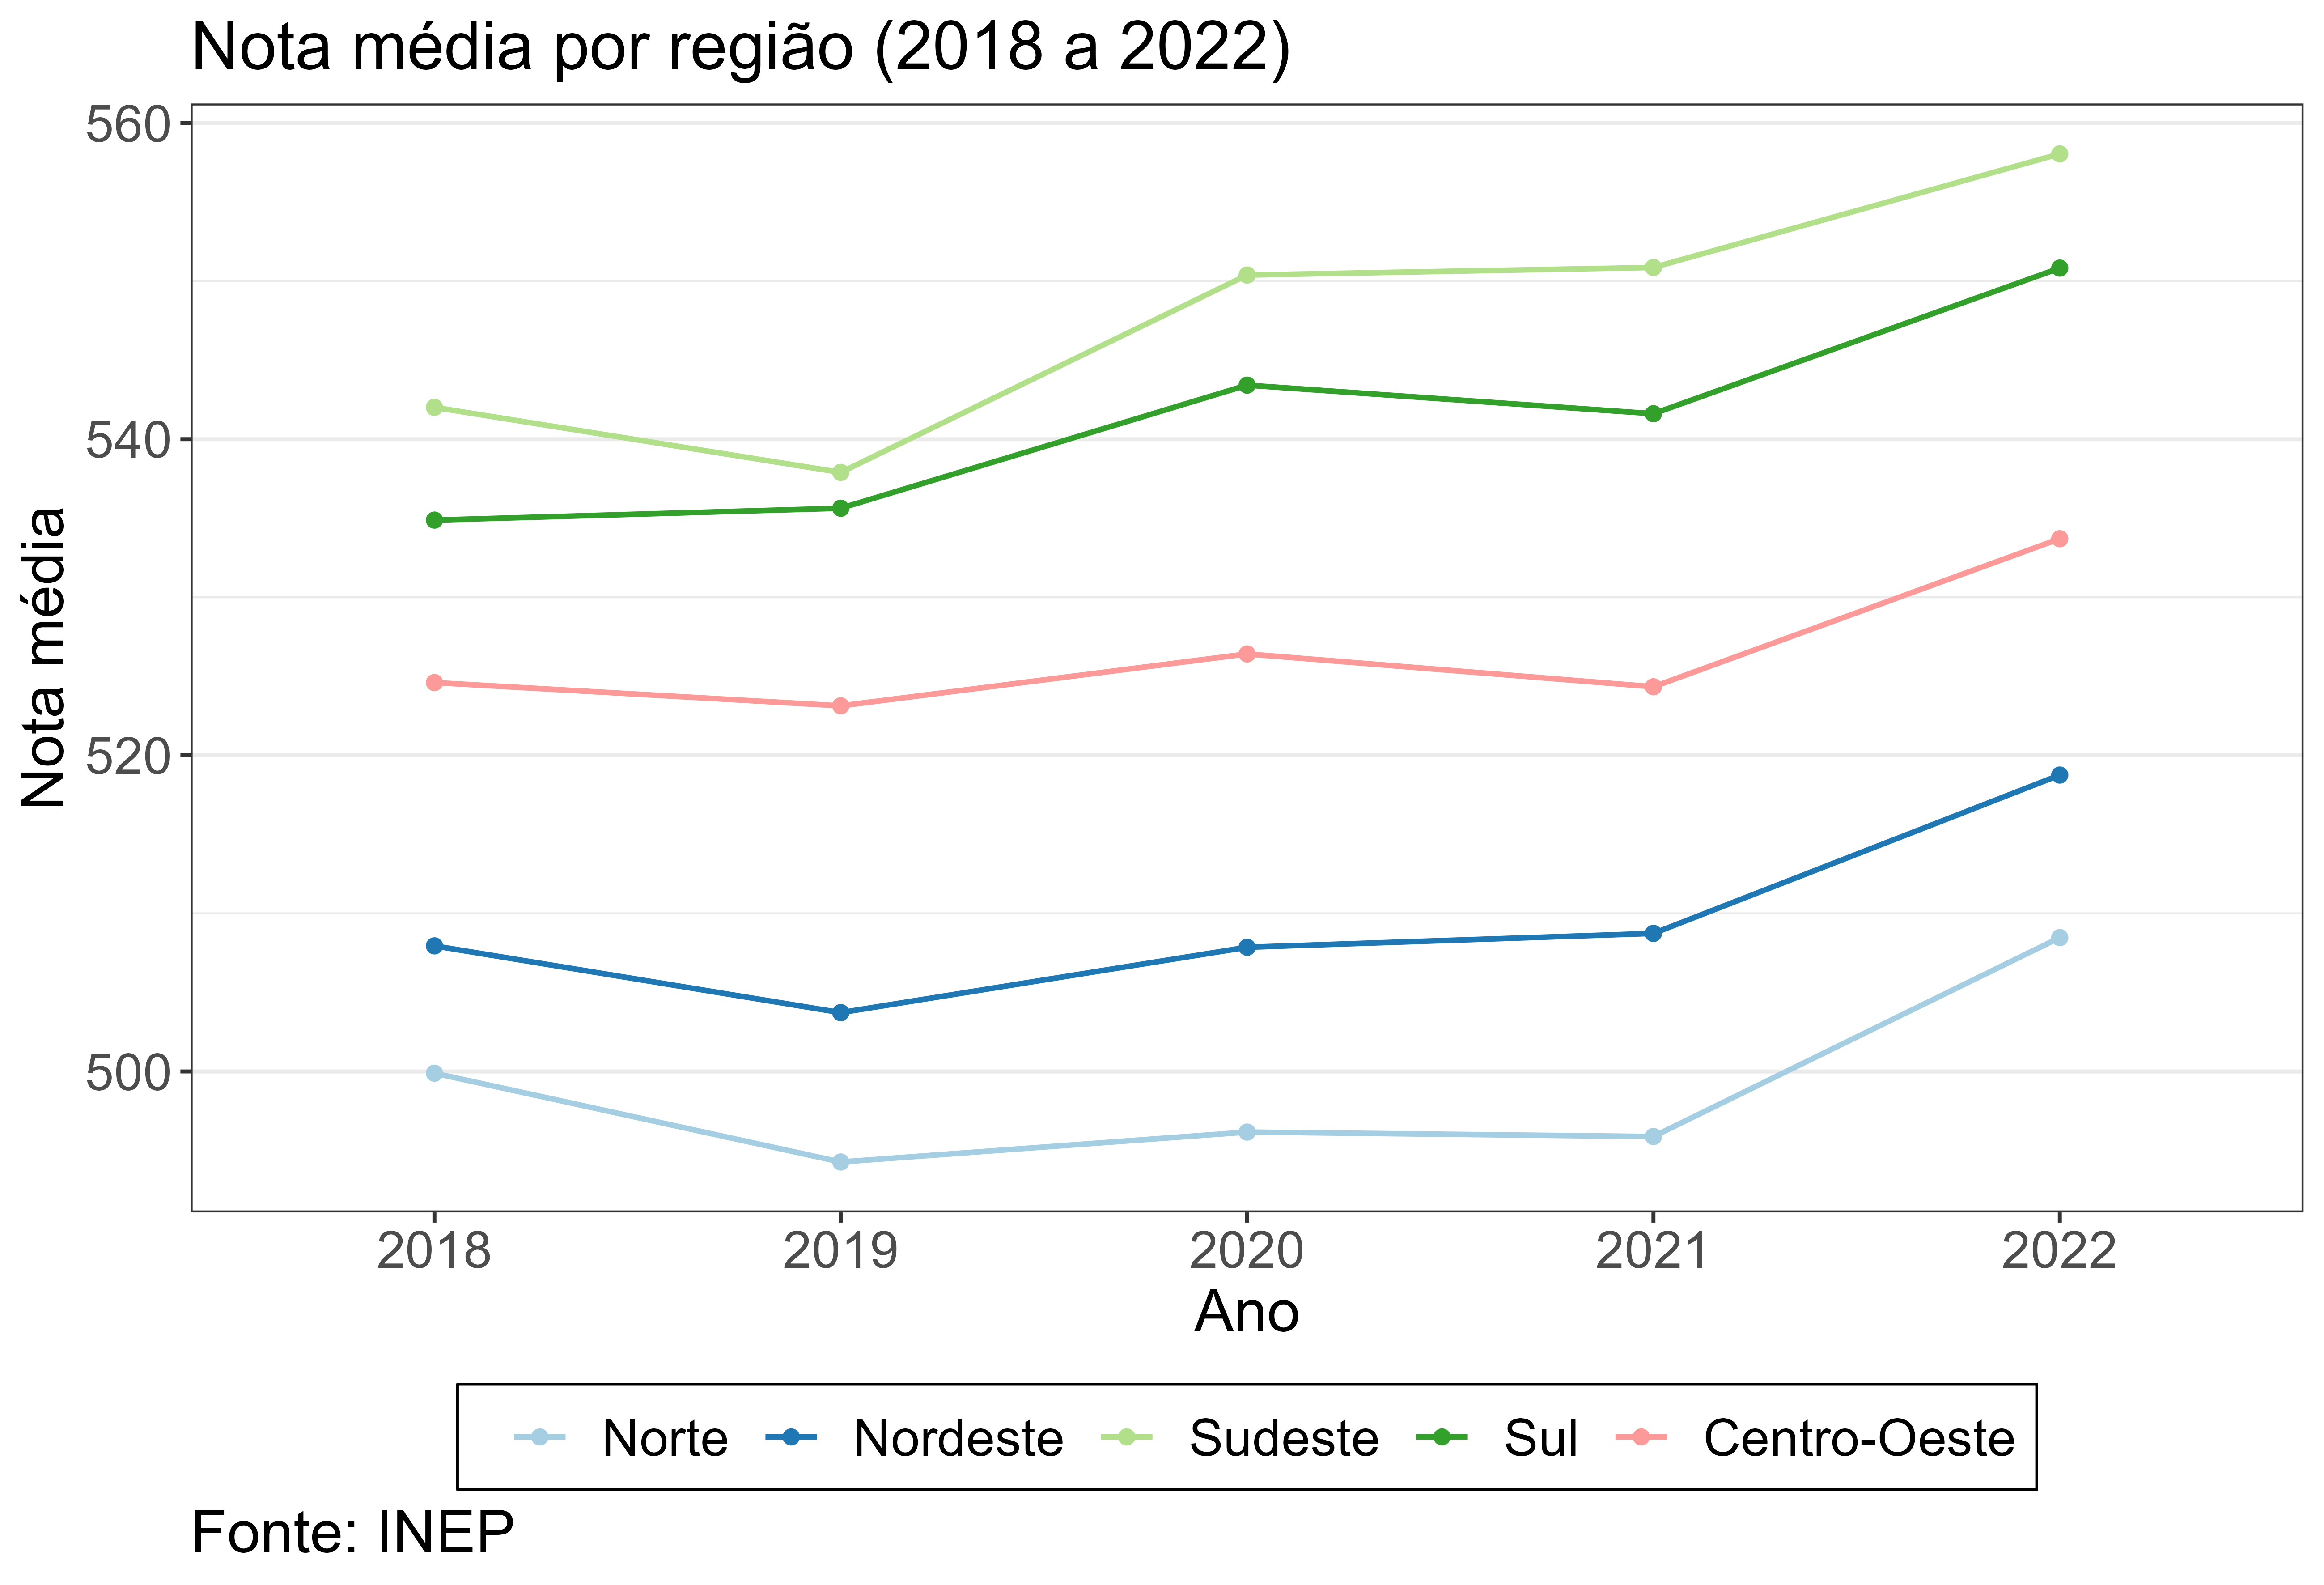 Nota média por região (2018 a 2022)
560
540
520
500
Nota média
2018 2019 2020 2021 2022
Ano
Norte Nordeste Sudeste Sul Centro-Oeste
Fonte: INEP